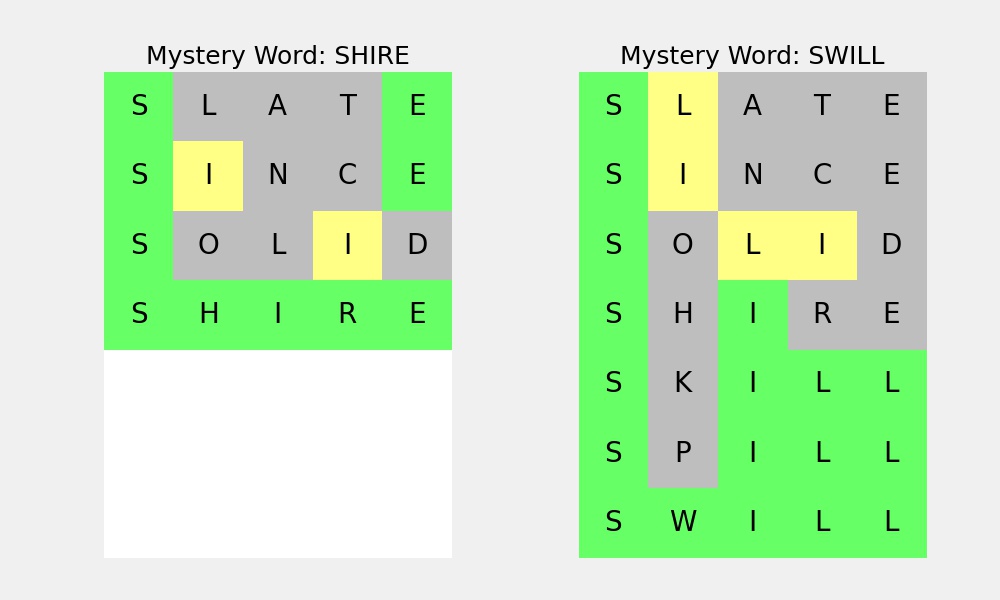 Mystery Word: SHIRE
S L A T E
S I N C E
S O L I D
S H I R E
Mystery Word: SWILL
S L A T E
S I N C E
S O L I D
S H I R E
S K I L L
S P I L L
S W I L L